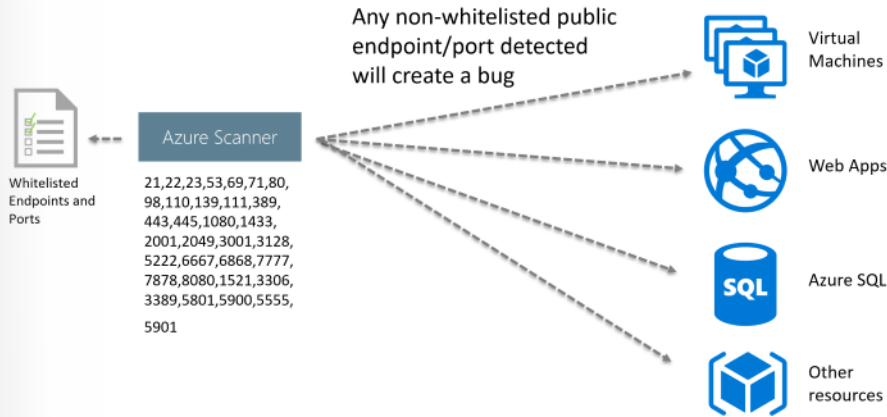 Any non-whitelisted public
endpoint/port detected
will create a bug
Virtual
Machines
Azure Scanner
Web Apps
Whitelisted
Endpoints and
Ports
21,22,23,53,69,71,80,
98,110,139,111,389,
443,445,1080,1433,
2001,2049,3001,3128,
5222,6667,6868,7777,
7878,8080,1521,3306,
3389,5801,5900,5555,
5901
SQL
Azure SQL
Other
resources